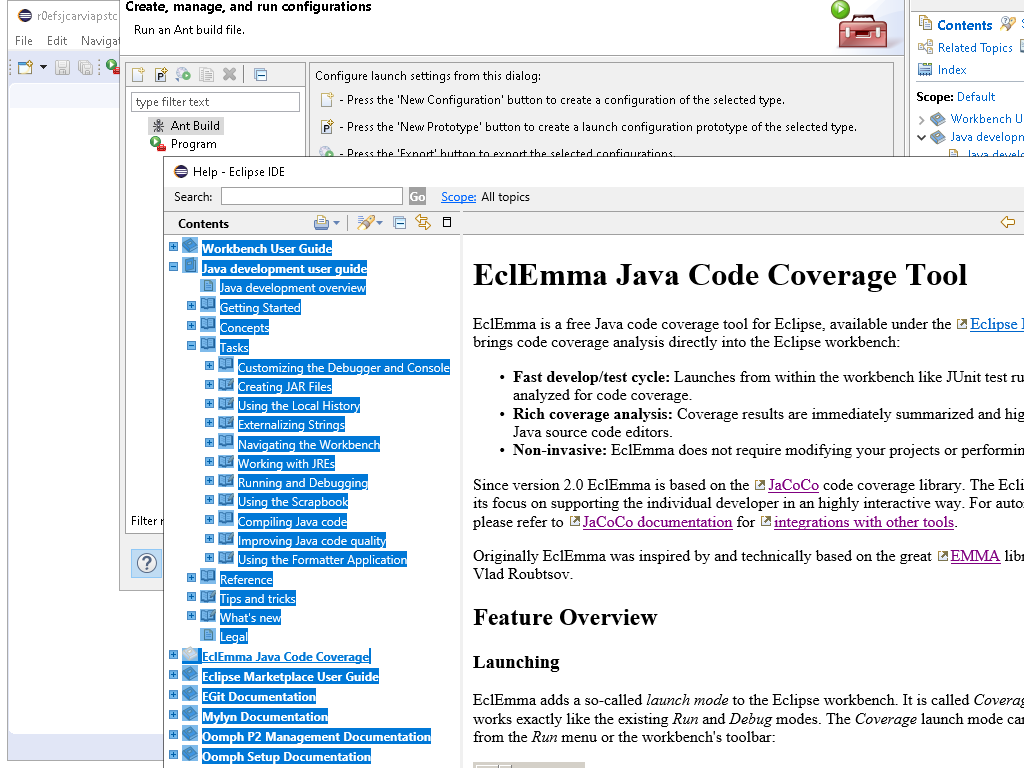 r0efsjcarviapstc
File Edit Navigat
Create, manage, and run configurations
Run an Ant build file.
type filter text
Ant Build
Program
Filter
Configure launch settings from this dialog:
- Press the 'New Configuration' button to create a configuration of the selected type.
- Press the 'New Prototype' button to create a launch configuration prototype of the selected type.
- Press the 'Export' button to export the selected configurations.
Contents
Related Topics
Index
Scope: Default
Workbench U
Java developn
Java develo
Help - Eclipse IDE
Search: Go Scope: All topics
Contents
Workbench User Guide
Java development user guide
Java development overview
Getting Started
Concepts
Tasks
Customizing the Debugger and Console
Creating JAR Files
Using the Local History
Externalizing Strings
Navigating the Workbench
Working with JREs
Running and Debugging
Using the Scrapbook
Compiling Java code
Improving Java code quality
Using the Formatter Application
Reference
Tips and tricks
What's new
Legal
EclEmma Java Code Coverage
Eclipse Marketplace User Guide
EGit Documentation
Mylyn Documentation
Oomph P2 Management Documentation
Oomph Setup Documentation
EclEmma Java Code Coverage Tool
EclEmma is a free Java code coverage tool for Eclipse, available under the Eclipse
brings code coverage analysis directly into the Eclipse workbench:
• Fast develop/test cycle: Launches from within the workbench like JUnit test ru
analyzed for code coverage.
• Rich coverage analysis: Coverage results are immediately summarized and hig
Java source code editors.
• Non-invasive: EclEmma does not require modifying your projects or performin
Since version 2.0 EclEmma is based on the JaCoCo code coverage library. The Ecli
its focus on supporting the individual developer in an highly interactive way. For auto
please refer to JaCoCo documentation for integrations with other tools.
Originally EclEmma was inspired by and technically based on the great EMMA libr
Vlad Roubtsov.
Feature Overview
Launching
EclEmma adds a so-called launch mode to the Eclipse workbench. It is called Coverag
works exactly like the existing Run and Debug modes. The Coverage launch mode can
from the Run menu or the workbench's toolbar: